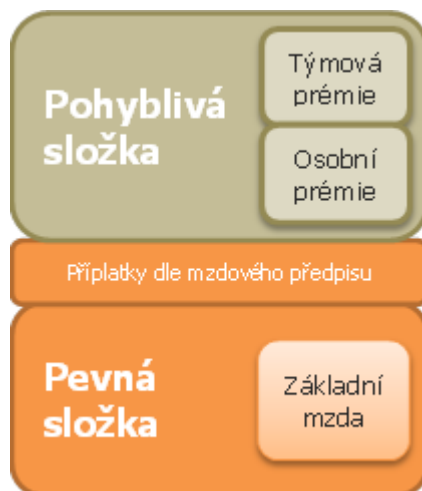 Pohyblivá
složka
Týmová
prémie
Osobní
prémie
Příplatky dle mzdového předpisu
Pevná
složka
Základní
mzda